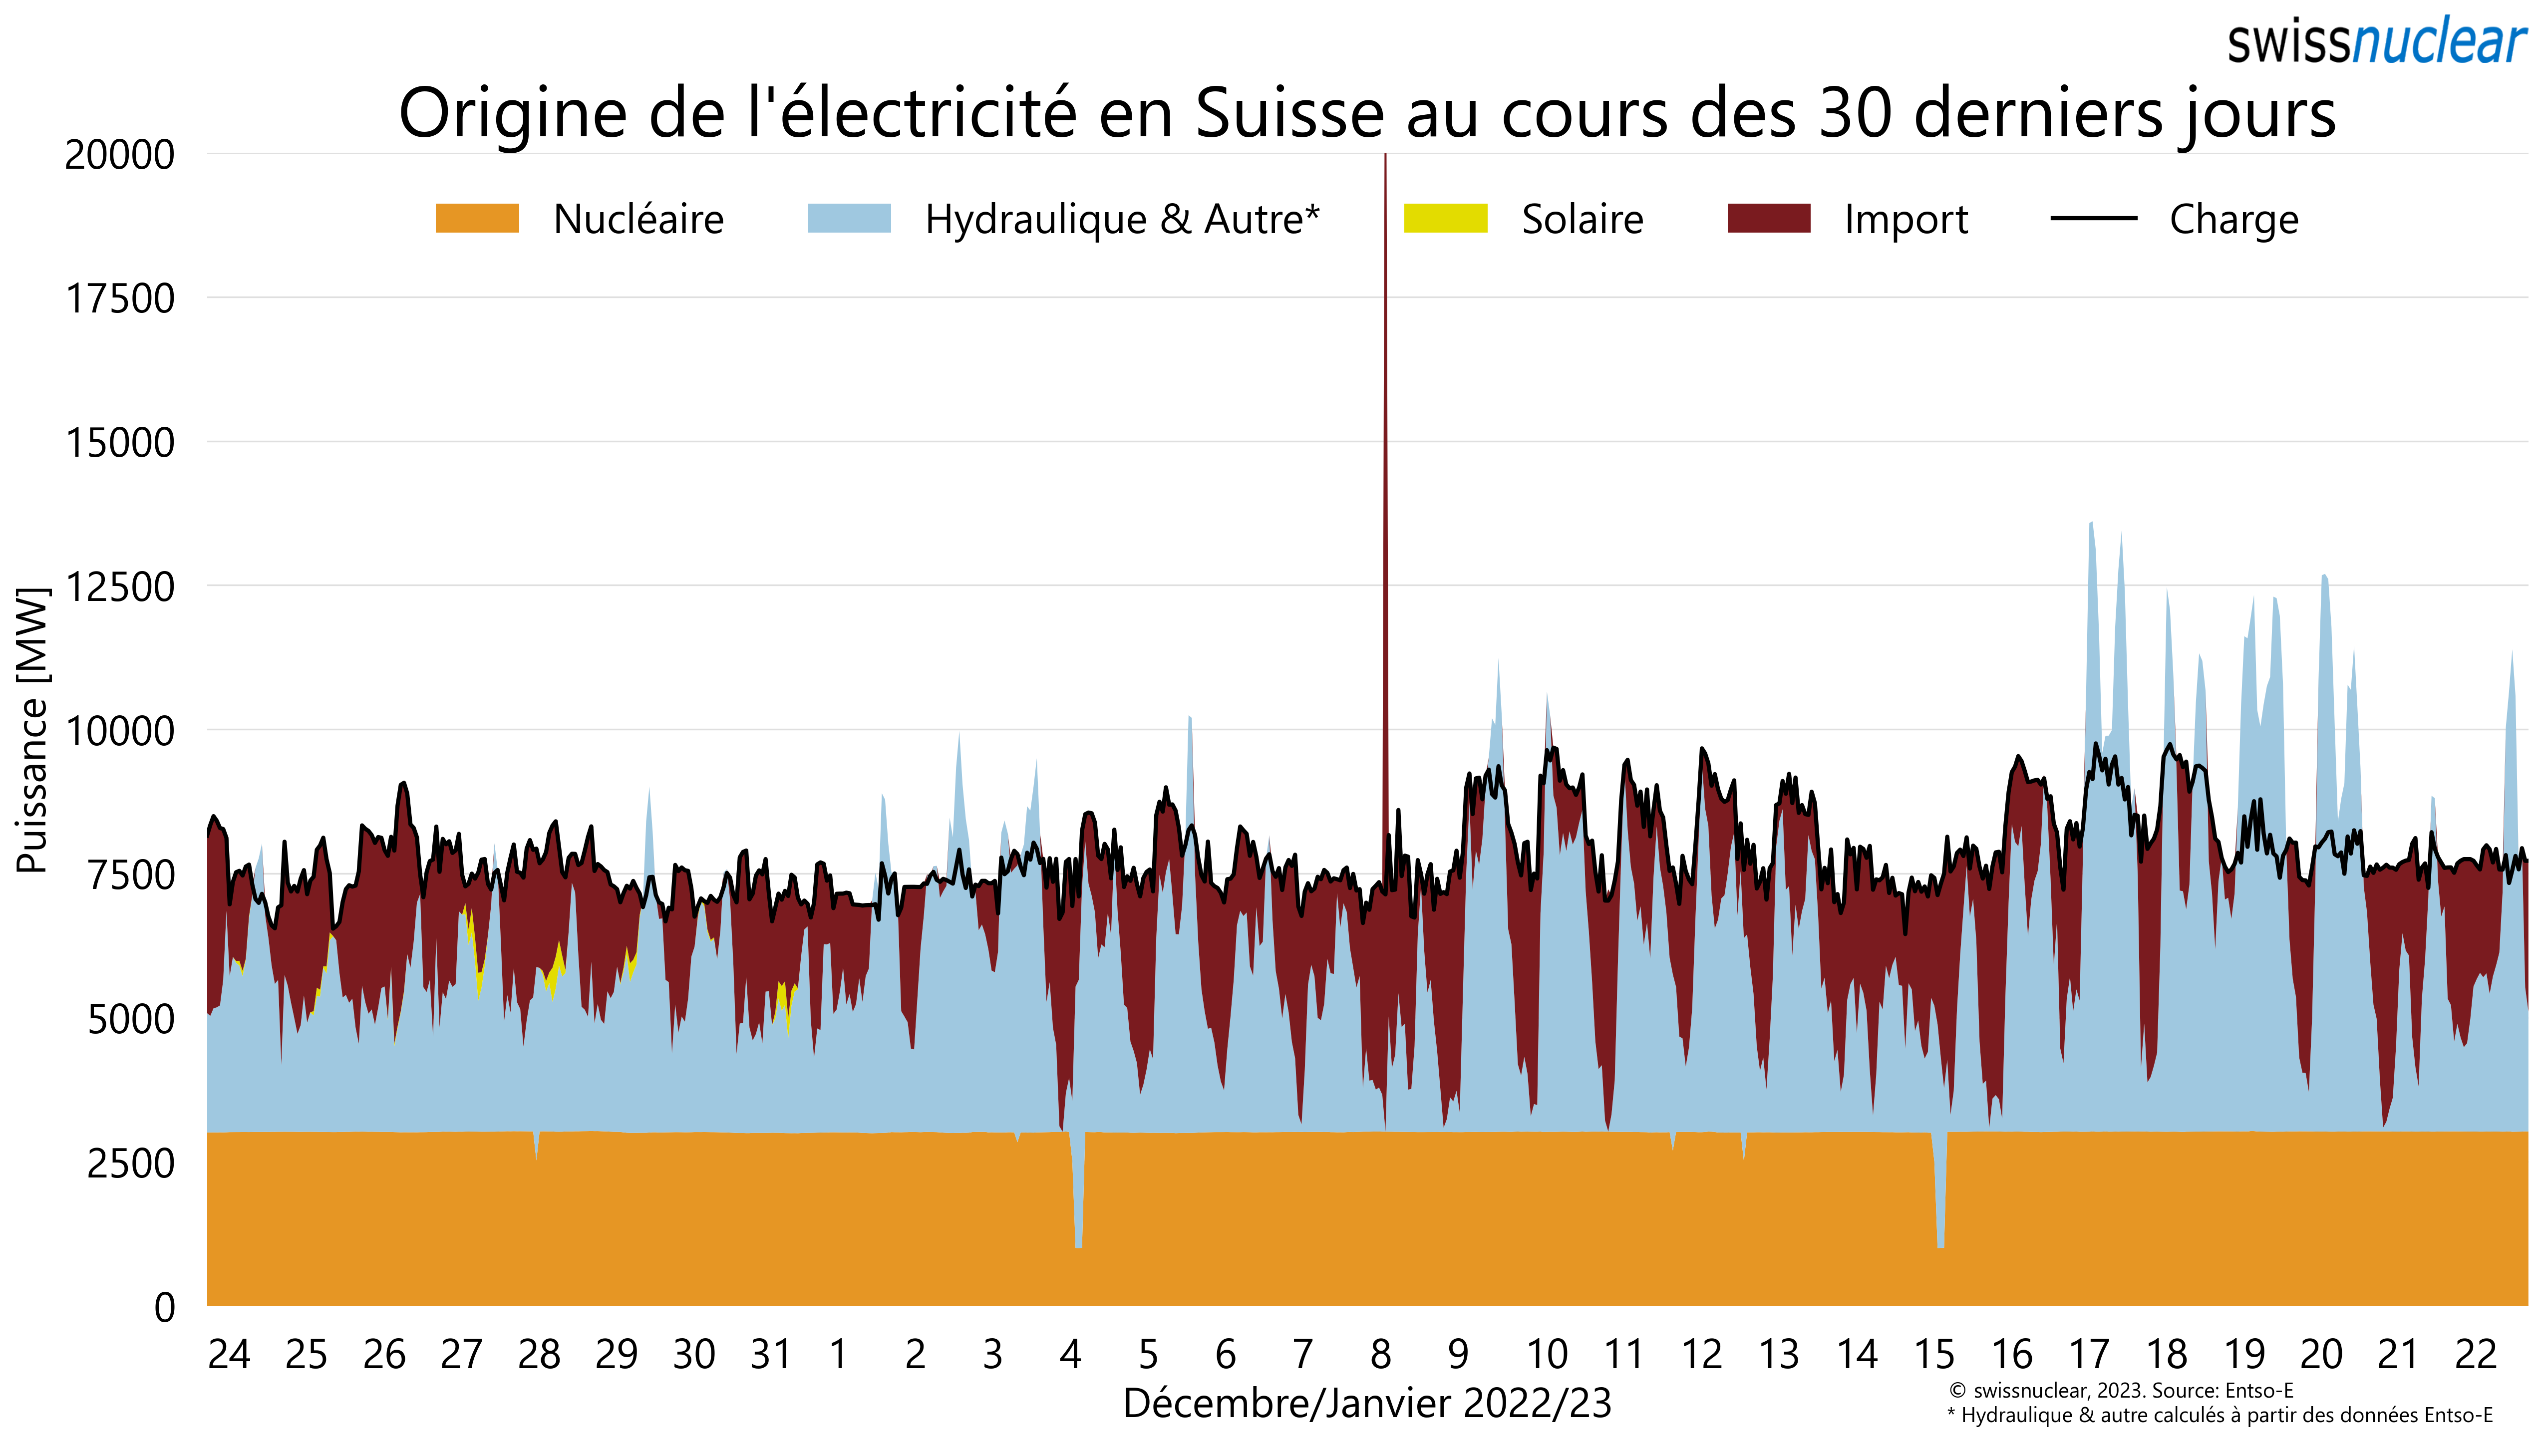 swissnuclear
Origine de l'électricité en Suisse au cours des 30 derniers jours
20000
Nucléaire Hydraulique & Autre* Solaire Import Charge
17500
15000
12500
10000
7500
5000
2500
0
Puissance [MW]
24 25 26 27 28 29 30 31 1 2 3 4 5 6 7 8 9 10 11 12 13 14 15 16 17 18 19 20 21 22
Décembre/Janvier 2022/23
© swissnuclear, 2023. Source: Entso-E
* Hydraulique & autre calculés à partir des données Entso-E